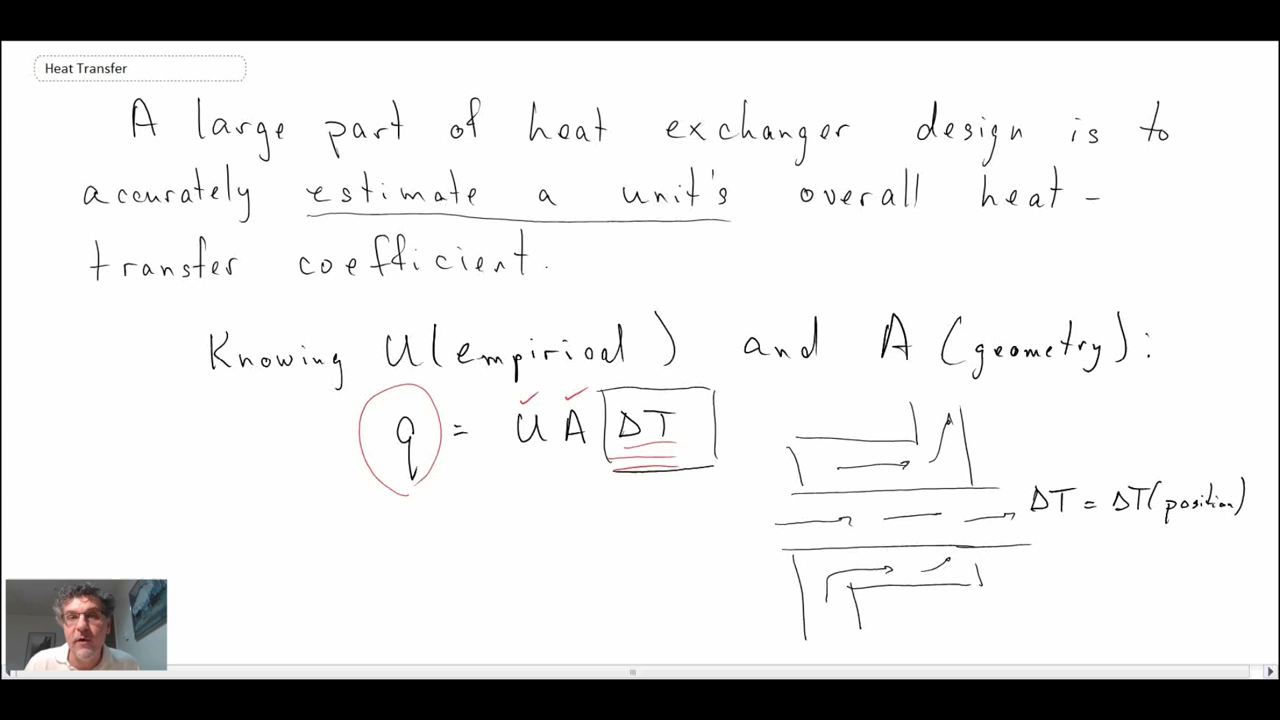 Heat Transfer
A large part of heat exchanger design is to
accurately estimate a unit's overall heat-
transfer coefficient.
Knowing U(empirical) and A (geometry):
q = U A ΔT
ΔT = ΔT(position)